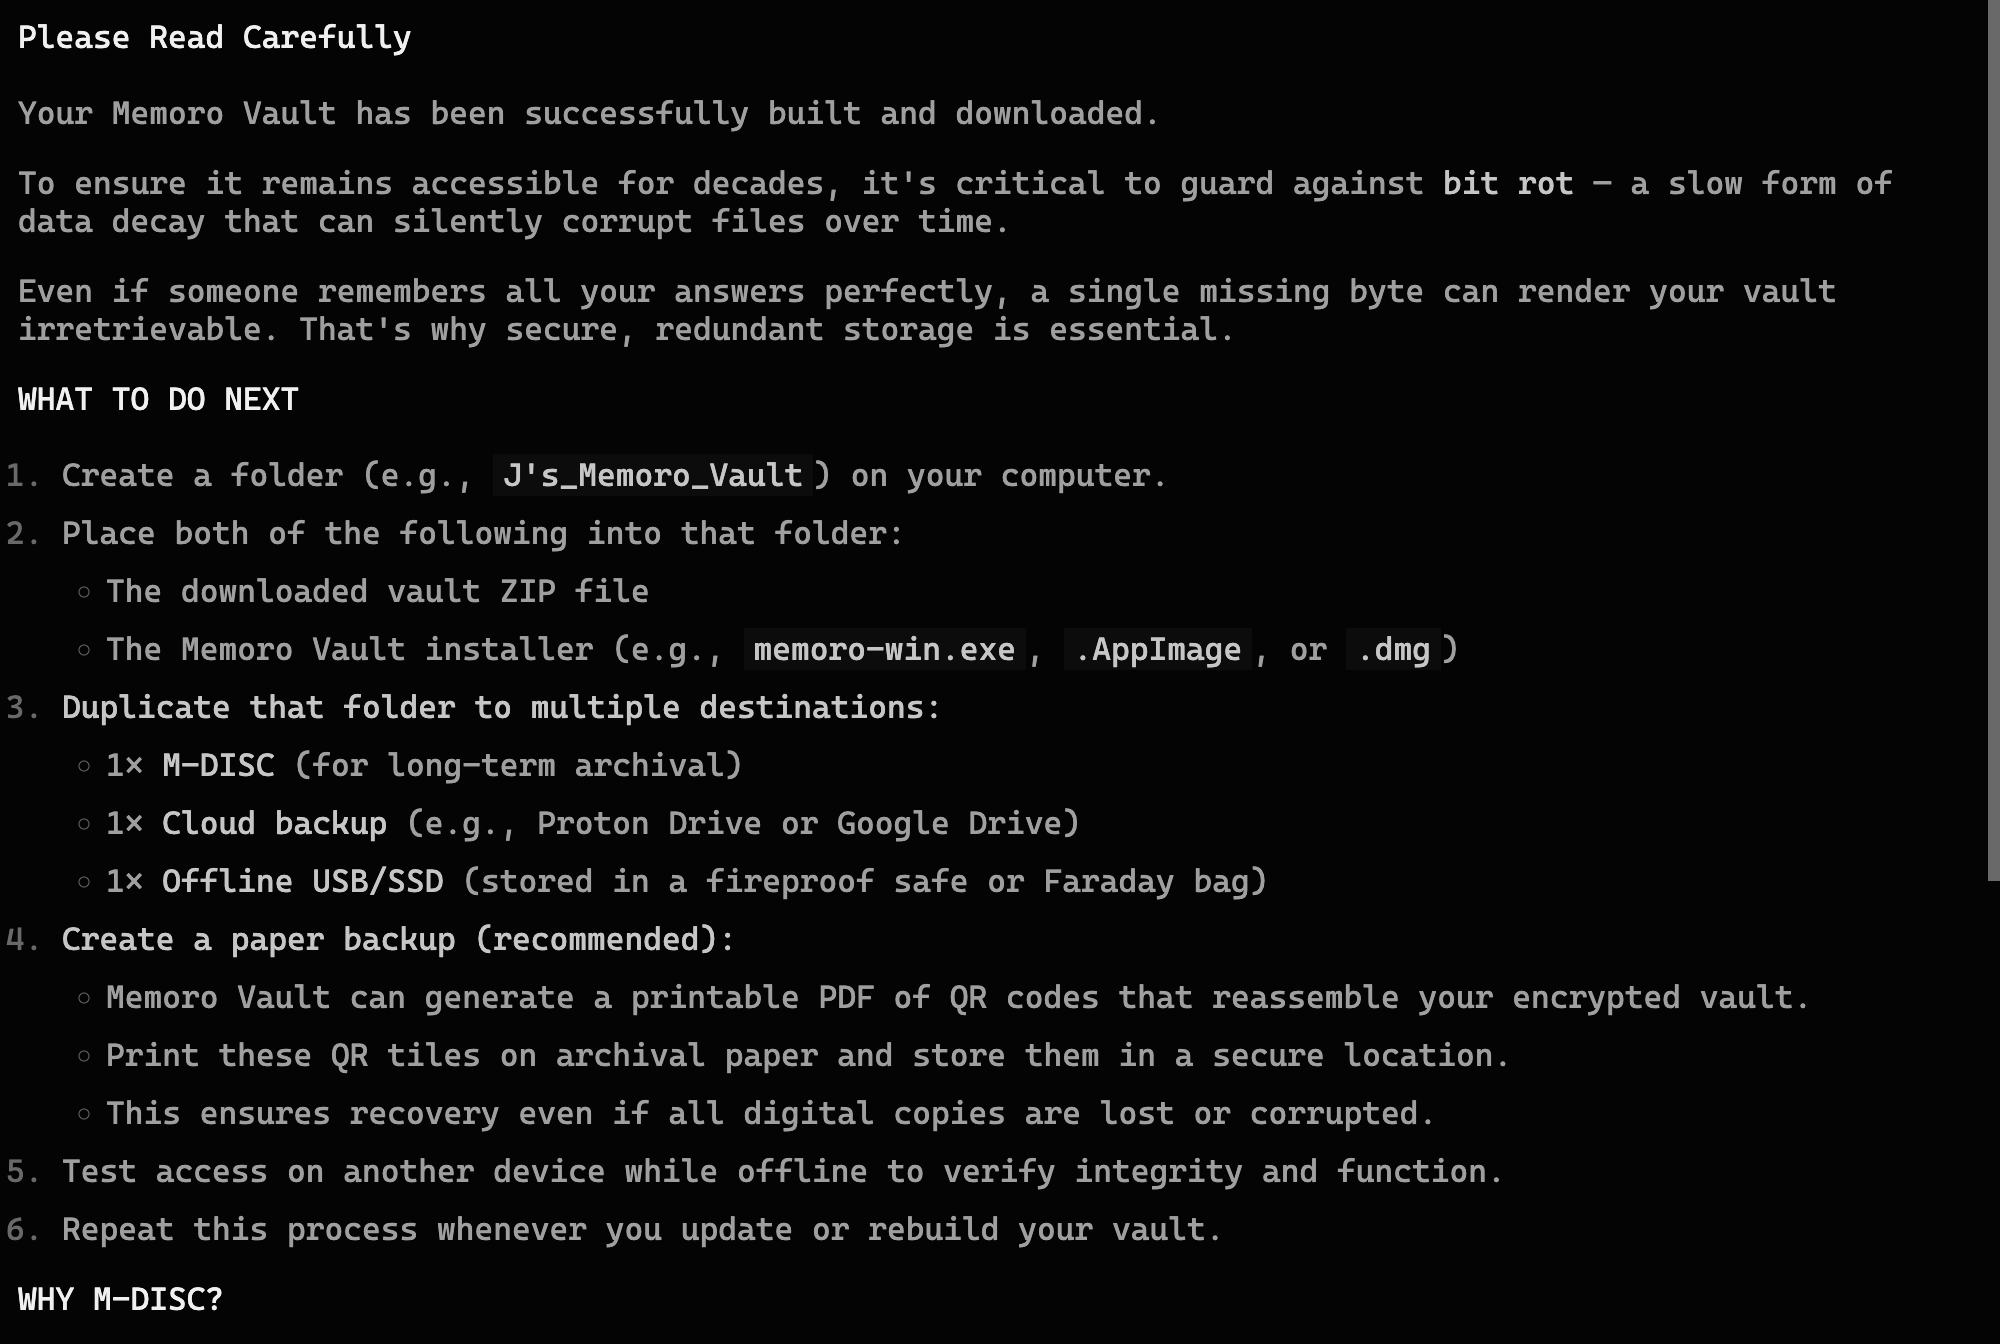 Please Read Carefully
Your Memoro Vault has been successfully built and downloaded.
To ensure it remains accessible for decades, it's critical to guard against bit rot — a slow form of
data decay that can silently corrupt files over time.
Even if someone remembers all your answers perfectly, a single missing byte can render your vault
irretrievable. That's why secure, redundant storage is essential.
WHAT TO DO NEXT
1. Create a folder (e.g., J's_Memoro_Vault) on your computer.
2. Place both of the following into that folder:
◦ The downloaded vault ZIP file
◦ The Memoro Vault installer (e.g., memoro-win.exe, .AppImage, or .dmg)
3. Duplicate that folder to multiple destinations:
◦ 1× M-DISC (for long-term archival)
◦ 1× Cloud backup (e.g., Proton Drive or Google Drive)
◦ 1× Offline USB/SSD (stored in a fireproof safe or Faraday bag)
4. Create a paper backup (recommended):
◦ Memoro Vault can generate a printable PDF of QR codes that reassemble your encrypted vault.
◦ Print these QR tiles on archival paper and store them in a secure location.
◦ This ensures recovery even if all digital copies are lost or corrupted.
5. Test access on another device while offline to verify integrity and function.
6. Repeat this process whenever you update or rebuild your vault.
WHY M-DISC?